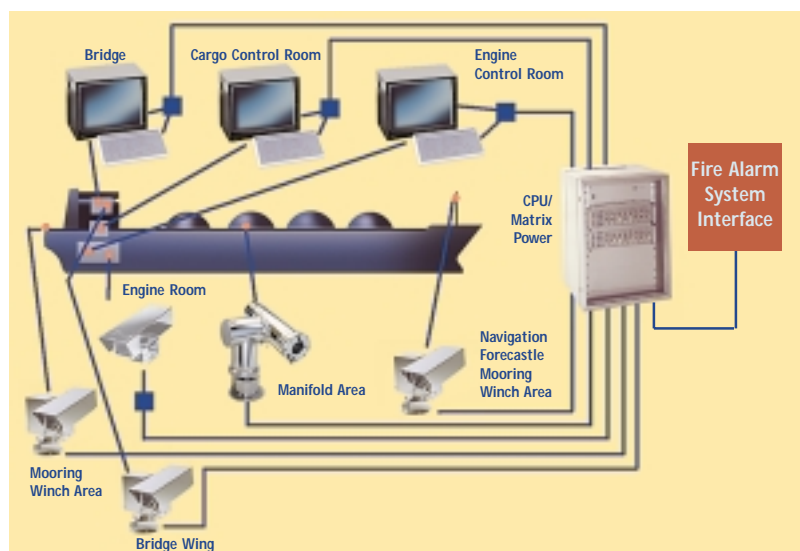 Bridge
Cargo Control Room
Engine
Control Room
CPU/
Matrix
Power
Fire Alarm
System
Interface
Engine Room
Manifold Area
Navigation
Forecastle
Mooring
Winch Area
Mooring
Winch Area
Bridge Wing